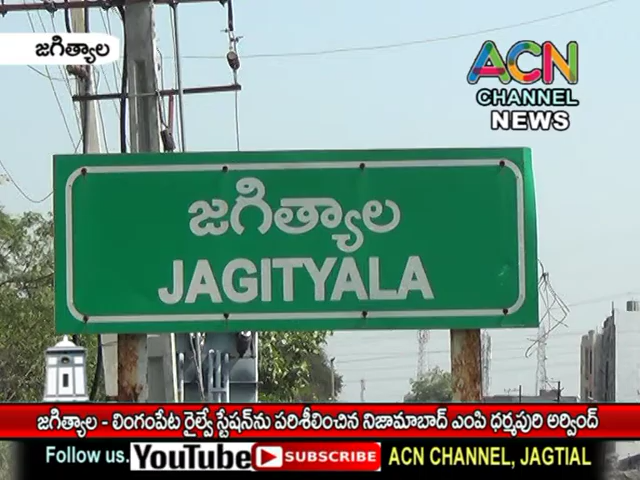 జగిత్యాల
ACN
CHANNEL
NEWS
జగిత్యాల
JAGITYALA
జగిత్యాల - లింగంపేట రైల్వే స్టేషన్‌ను పరిశీలించిన నిజామాబాద్ ఎంపి ధర్మపురి అర్వింద్
Follow us. YouTube SUBSCRIBE ACN CHANNEL, JAGTIAL